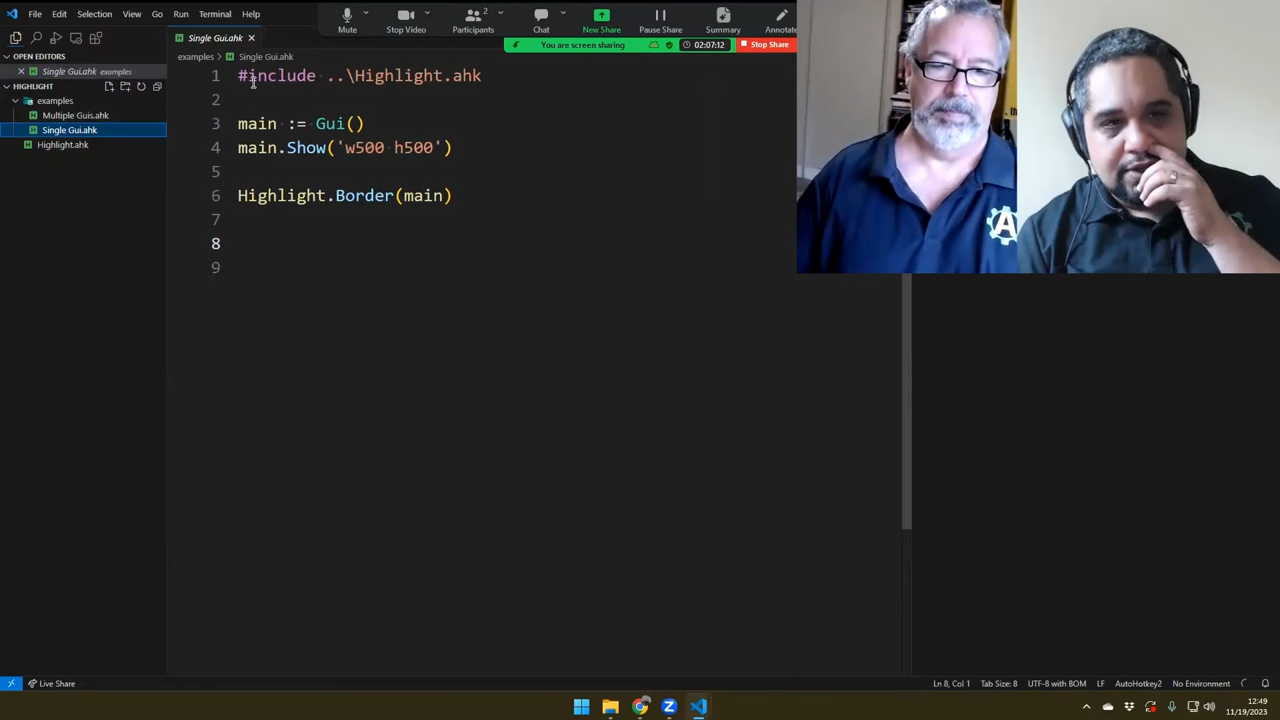 File Edit Selection View Go Run Terminal Help
Mute Stop Video Participants 2 Chat New Share Pause Share Summary Annotate
You are screen sharing 02:07:12 Stop Share
OPEN EDITORS
Single Gui.ahk examples
HIGHLIGHT
examples
Multiple Guis.ahk
Single Gui.ahk
Highlight.ahk
Single Gui.ahk
examples > Single Gui.ahk
1 #include ..\Highlight.ahk
2
3 main := Gui()
4 main.Show('w500 h500')
5
6 Highlight.Border(main)
7
8
9
A
Live Share
Ln 8, Col 1 Tab Size: 8 UTF-8 with BOM LF AutoHotkey2 No Environment
12:49
11/19/2023